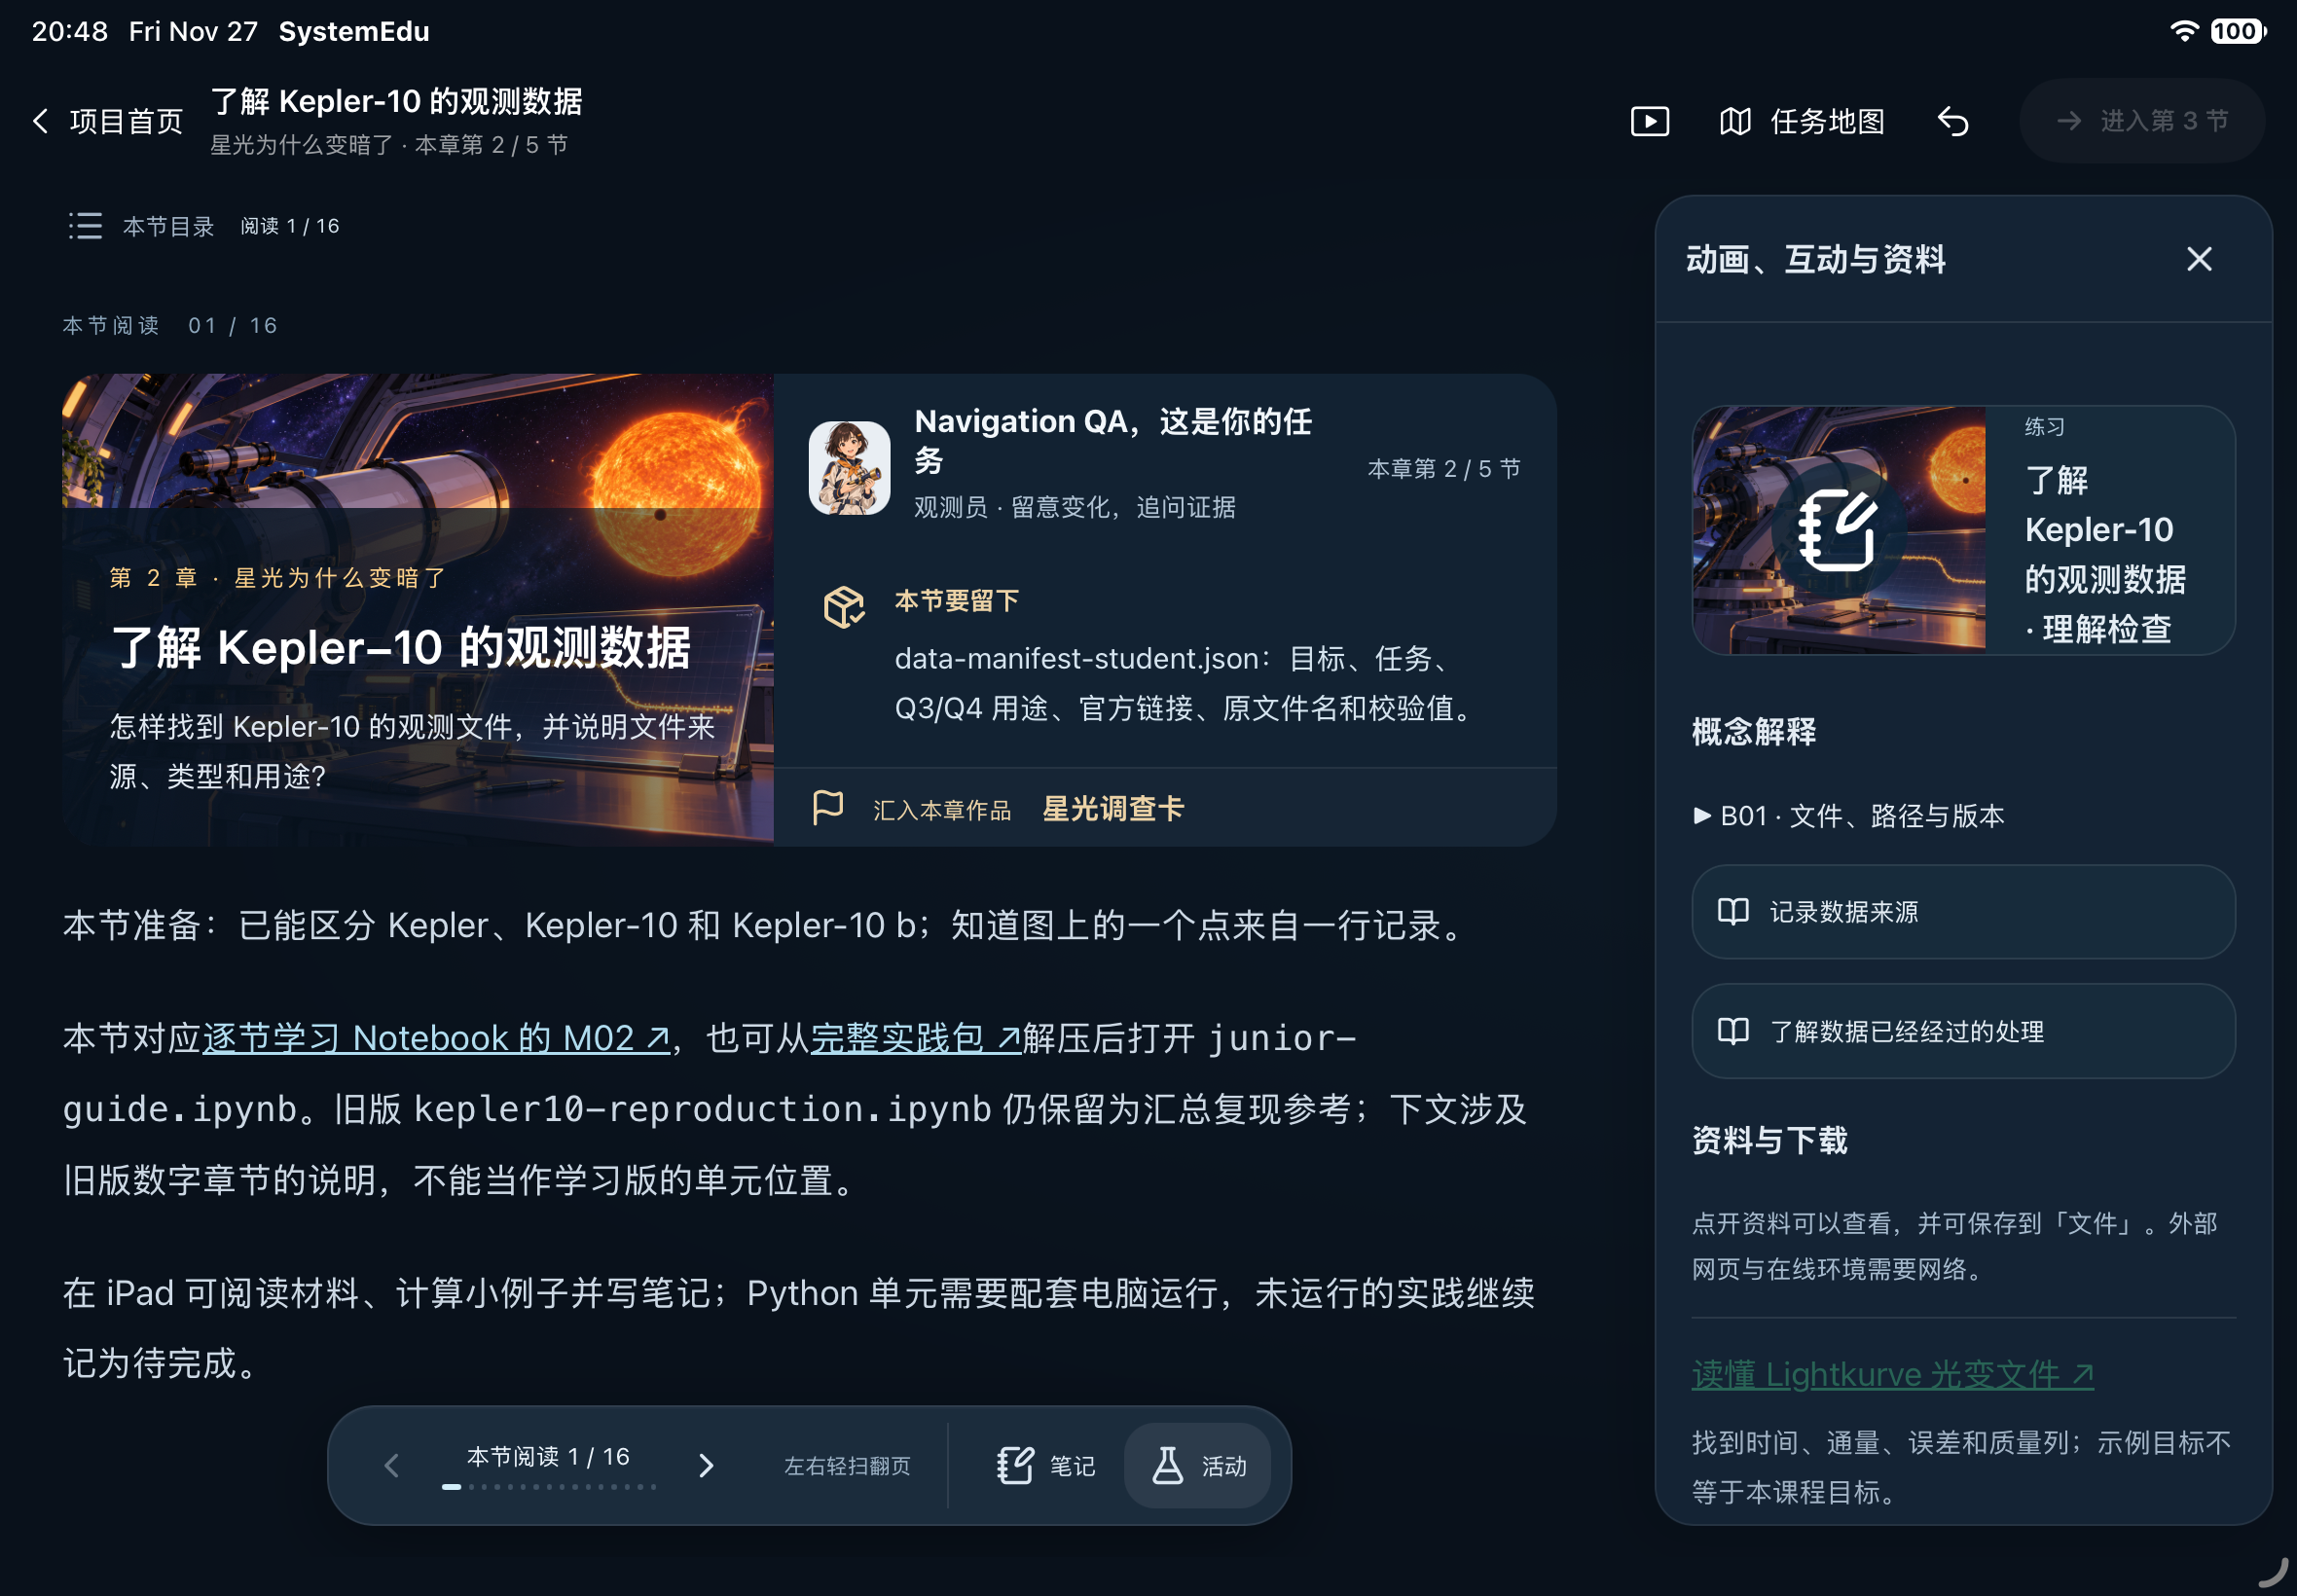 20:48 Fri Nov 27 SystemEdu
100
项目首页
了解 Kepler-10 的观测数据
星光为什么变暗了 · 本章第 2 / 5 节
任务地图
进入第 3 节
本节目录 阅读 1 / 16
本节阅读 01 / 16
第 2 章 · 星光为什么变暗了
了解 Kepler–10 的观测数据
怎样找到 Kepler-10 的观测文件，并说明文件来
源、类型和用途?
Navigation QA，这是你的任
务
观测员 · 留意变化，追问证据
本章第 2 / 5 节
本节要留下
data-manifest-student.json：目标、任务、
Q3/Q4 用途、官方链接、原文件名和校验值。
汇入本章作品 星光调查卡
本节准备：已能区分 Kepler、Kepler-10 和 Kepler-10 b；知道图上的一个点来自一行记录。
本节对应逐节学习 Notebook 的 M02 ↗，也可从完整实践包 ↗解压后打开 junior-
guide.ipynb。旧版 kepler10-reproduction.ipynb 仍保留为汇总复现参考；下文涉及
旧版数字章节的说明，不能当作学习版的单元位置。
在 iPad 可阅读材料、计算小例子并写笔记；Python 单元需要配套电脑运行，未运行的实践继续
记为待完成。
本节阅读 1 / 16
左右轻扫翻页
笔记
活动
动画、互动与资料
练习
了解
Kepler-10
的观测数据
· 理解检查
概念解释
▶ B01 · 文件、路径与版本
记录数据来源
了解数据已经经过的处理
资料与下载
点开资料可以查看，并可保存到「文件」。外部
网页与在线环境需要网络。
读懂 Lightkurve 光变文件 ↗
找到时间、通量、误差和质量列；示例目标不
等于本课程目标。